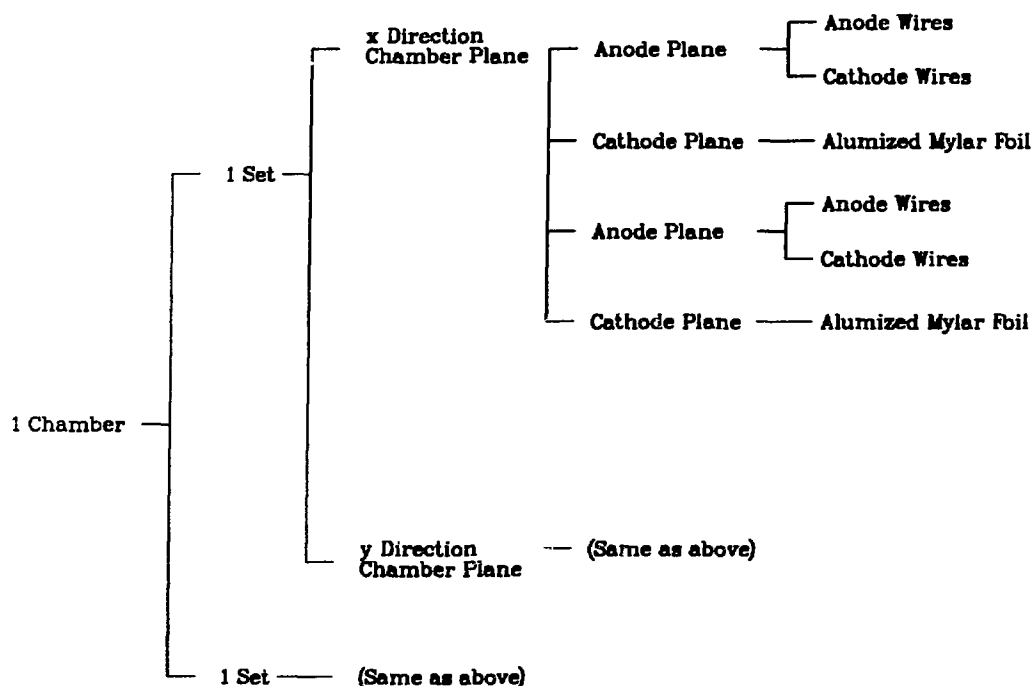 x Direction
Chamber Plane
Anode Plane
Anode Wires
Cathode Wires
Cathode Plane
Alumized Mylar Foil
1 Set
Anode Plane
Anode Wires
Cathode Wires
Cathode Plane
Alumized Mylar Foil
1 Chamber
y Direction
Chamber Plane
(Same as above)
1 Set
(Same as above)